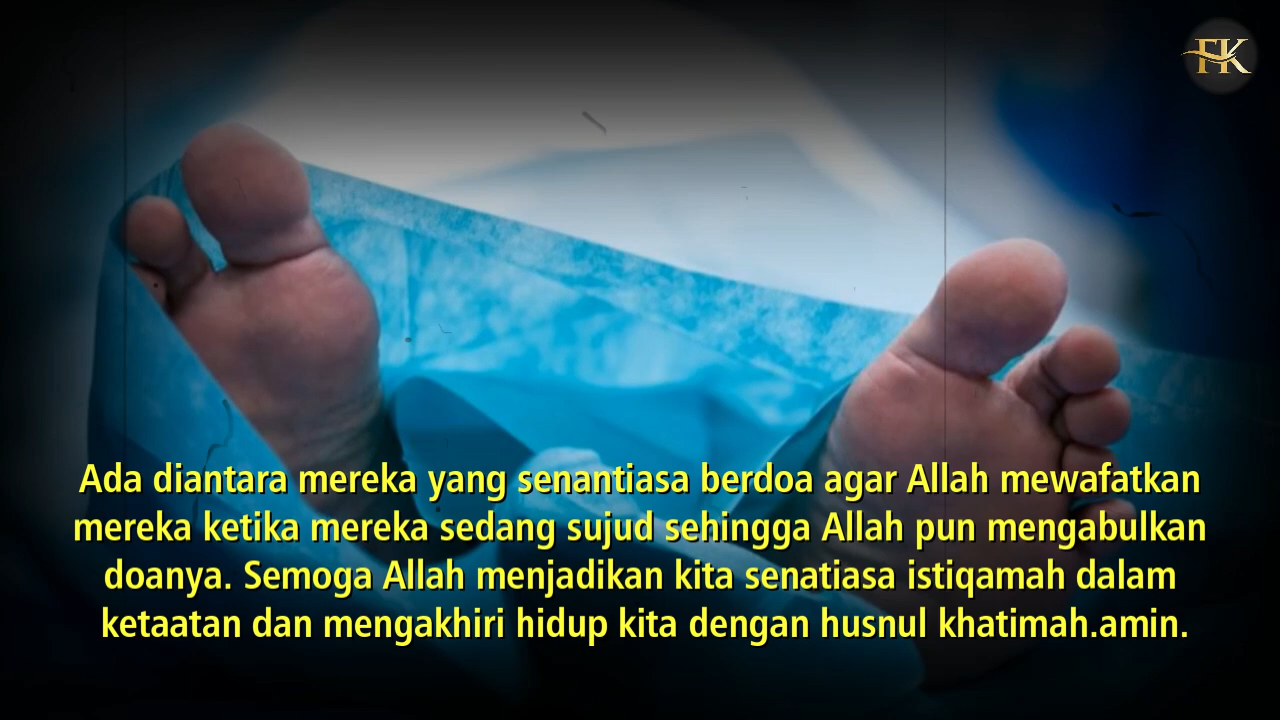 FK
Ada diantara mereka yang senantiasa berdoa agar Allah mewafatkan
mereka ketika mereka sedang sujud sehingga Allah pun mengabulkan
doanya. Semoga Allah menjadikan kita senatiasa istiqamah dalam
ketaatan dan mengakhiri hidup kita dengan husnul khatimah.amin.